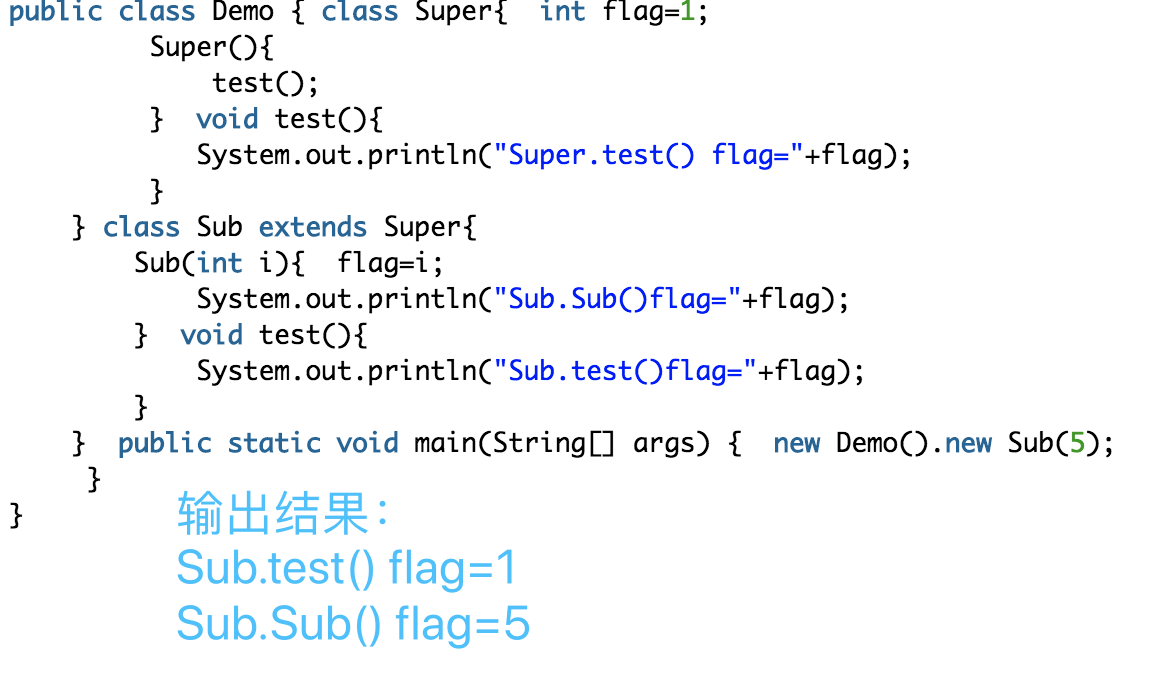 public class Demo { class Super{  int flag=1;
         Super(){
             test();
         }  void test(){
            System.out.println("Super.test() flag="+flag);
         }
    } class Sub extends Super{
        Sub(int i){  flag=i;
            System.out.println("Sub.Sub()flag="+flag);
        }  void test(){
            System.out.println("Sub.test()flag="+flag);
        }
    }  public static void main(String[] args) {  new Demo().new Sub(5);
     }
}
输出结果：
Sub.test() flag=1
Sub.Sub() flag=5